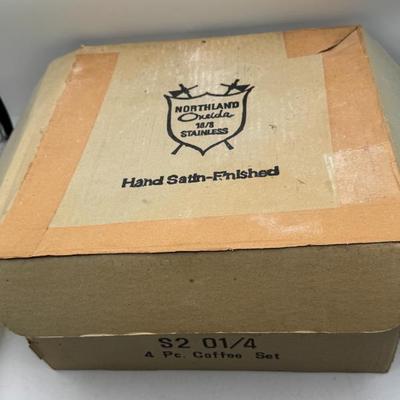 NORTHLAND
Oneida
18/8
STAINLESS
Hand Satin-Finished
S2 01/4
4 Pc. Coffee Set